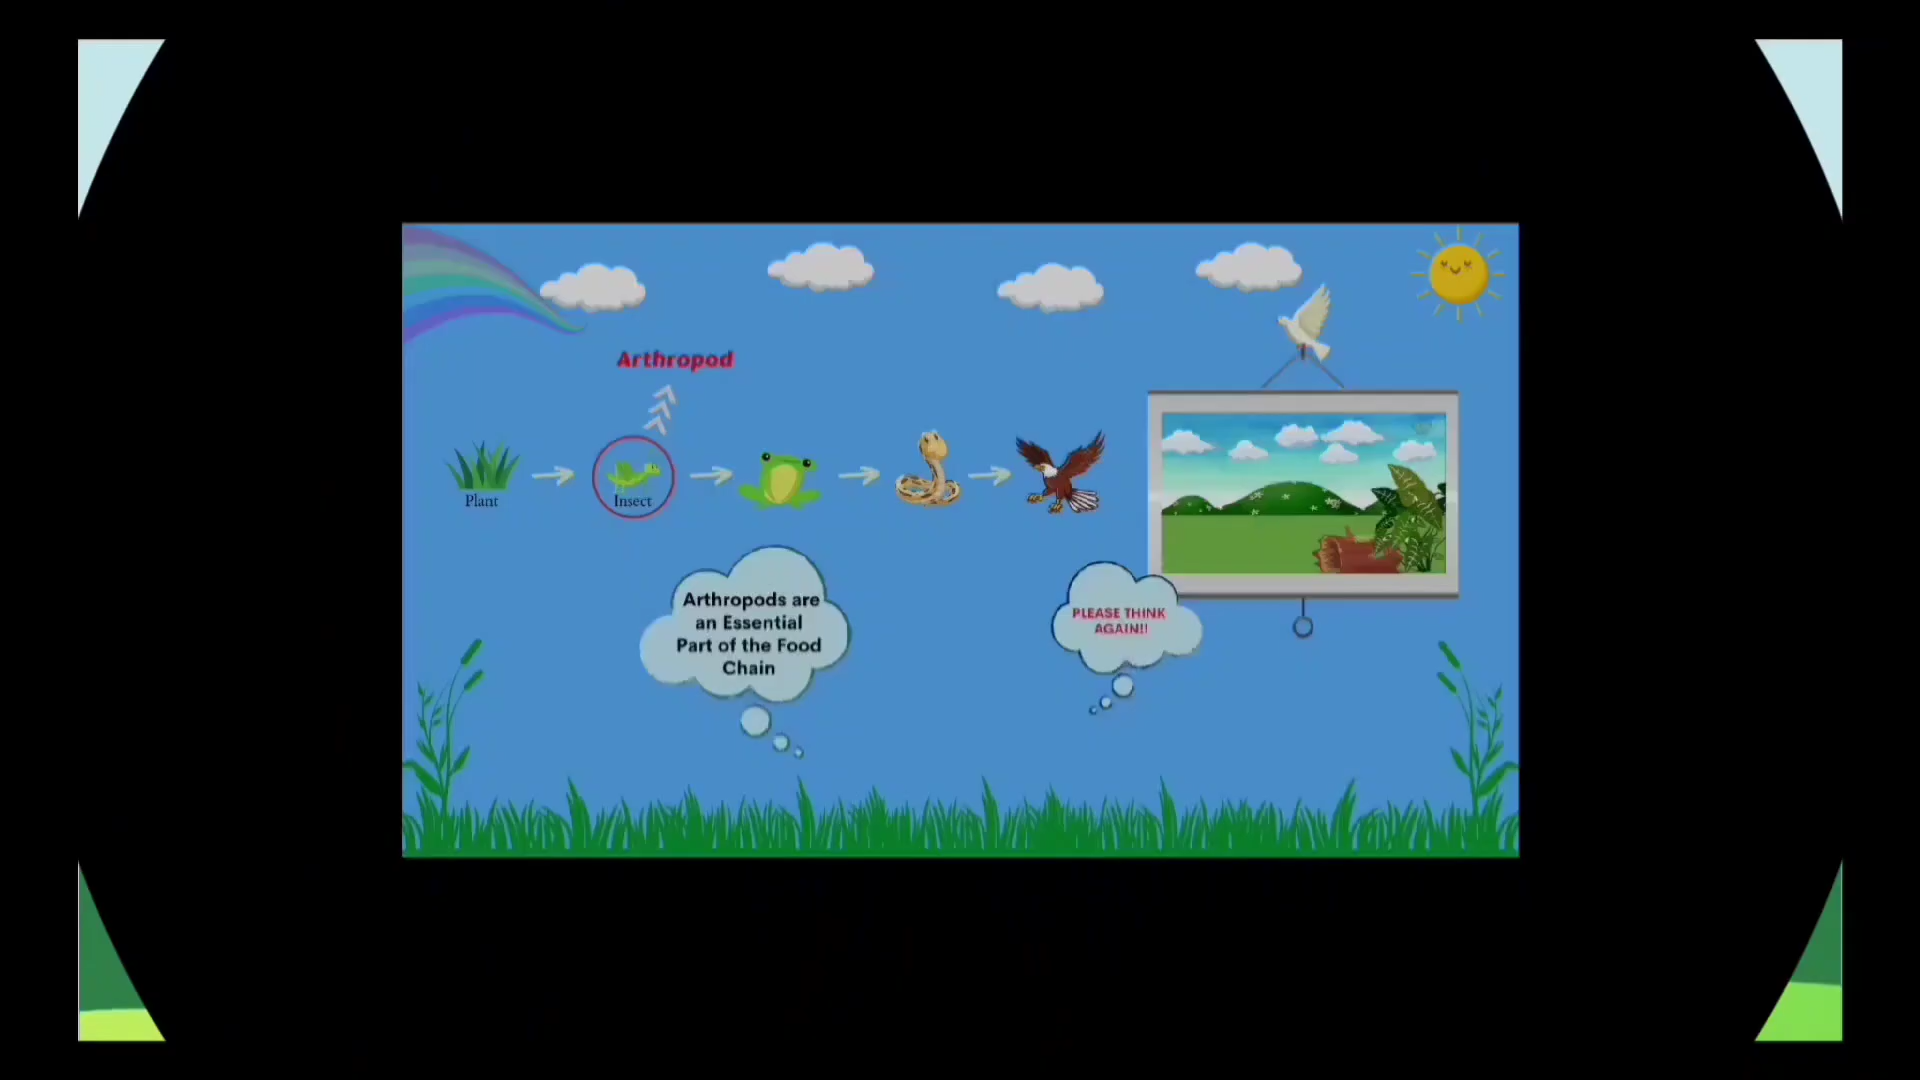 Arthropod
Plant
Insect
Arthropods are
an Essential
Part of the Food
Chain
PLEASE THINK
AGAIN!!